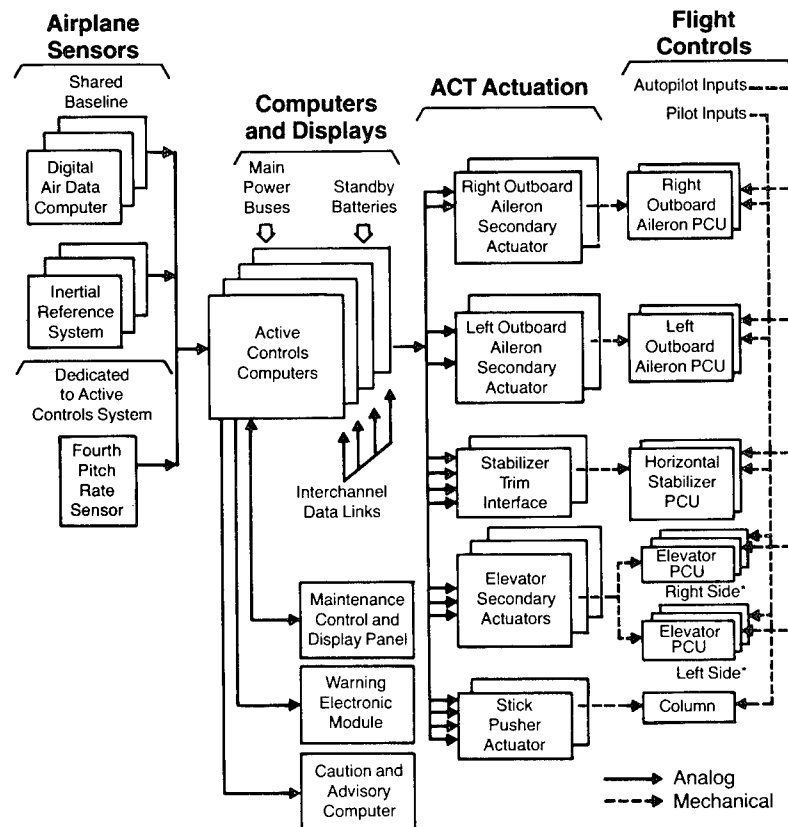 Airplane
Sensors
Shared
Baseline
Digital
Air Data
Computer
Inertial
Reference
System
Dedicated
to Active
Controls System
Fourth
Pitch
Rate
Sensor
Computers
and Displays
Main
Power
Buses
Standby
Batteries
Active
Controls
Computers
Interchannel
Data Links
Maintenance
Control and
Display Panel
Warning
Electronic
Module
Caution and
Advisory
Computer
ACT Actuation
Right Outboard
Aileron
Secondary
Actuator
Left Outboard
Aileron
Secondary
Actuator
Stabilizer
Trim
Interface
Elevator
Secondary
Actuators
Stick
Pusher
Actuator
Flight
Controls
Autopilot Inputs
Pilot Inputs
Right
Outboard
Aileron PCU
Left
Outboard
Aileron PCU
Horizontal
Stabilizer
PCU
Elevator
PCU
Right Side*
Elevator
PCU
Left Side*
Column
Analog
Mechanical